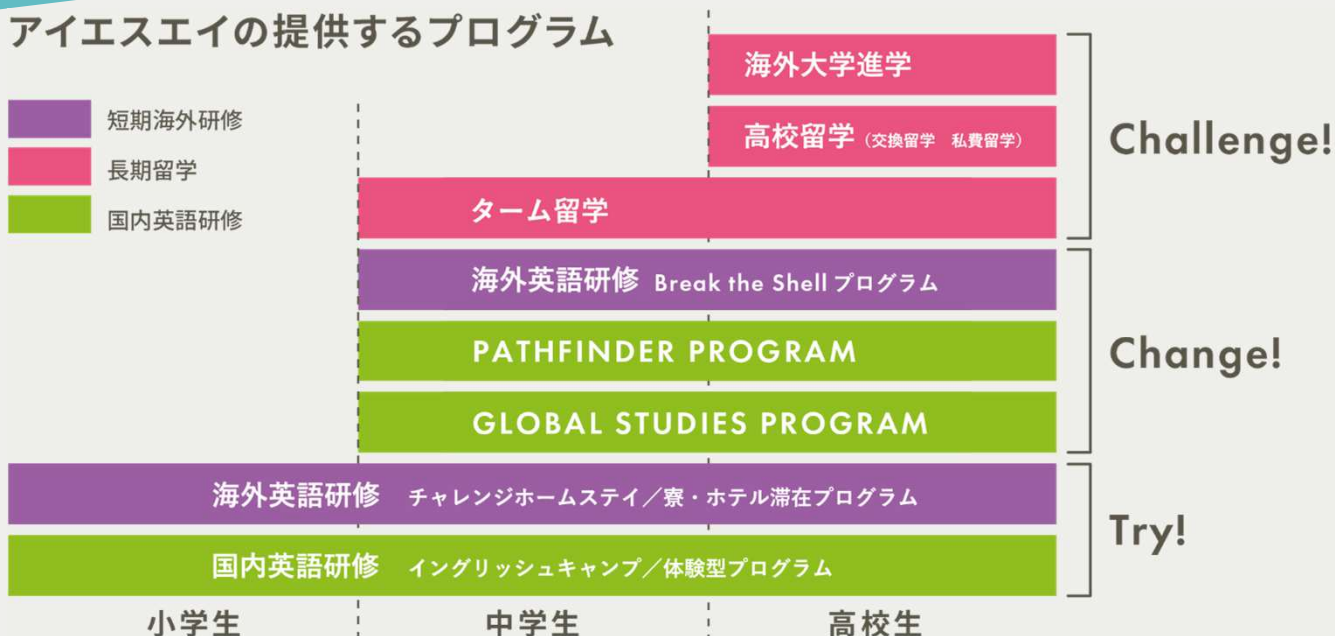 アイエスエイの提供するプログラム
短期海外研修
長期留学
国内英語研修
海外大学進学
高校留学（交換留学　私費留学）
ターム留学
Challenge!
海外英語研修 Break the Shell プログラム
PATHFINDER PROGRAM
GLOBAL STUDIES PROGRAM
Change!
海外英語研修 チャレンジホームステイ／寮・ホテル滞在プログラム
国内英語研修 イングリッシュキャンプ／体験型プログラム
Try!
小学生 中学生 高校生